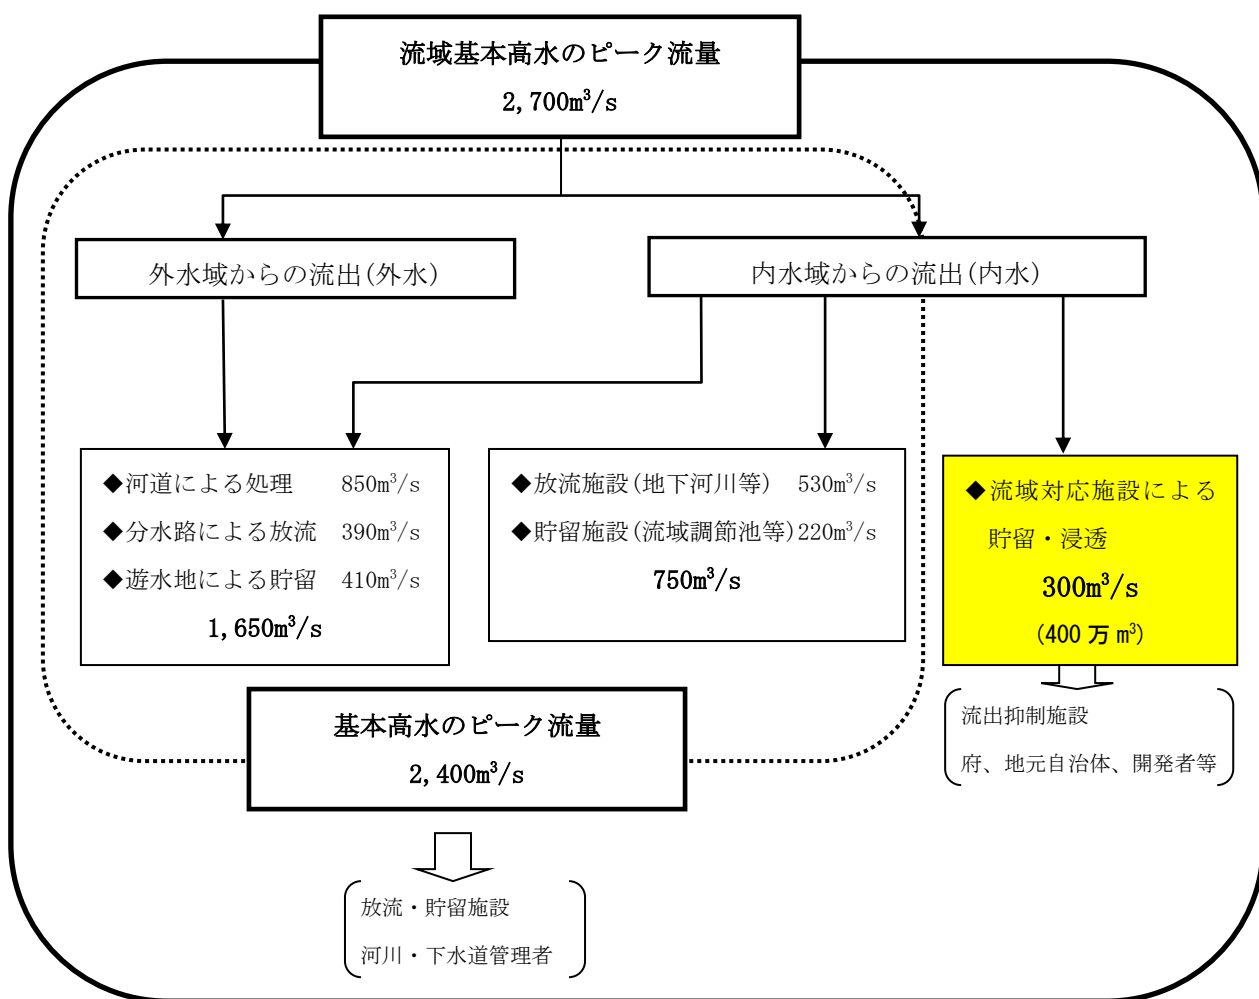 流域基本高水のピーク流量
2,700m³/s
外水域からの流出(外水)
内水域からの流出(内水)
◆河道による処理 850m³/s
◆分水路による放流 390m³/s
◆遊水地による貯留 410m³/s
1,650m³/s
◆放流施設(地下河川等) 530m³/s
◆貯留施設(流域調節池等)220m³/s
750m³/s
◆流域対応施設による
貯留・浸透
300m³/s
(400 万 m³)
流出抑制施設
府、地元自治体、開発者等
基本高水のピーク流量
2,400m³/s
放流・貯留施設
河川・下水道管理者